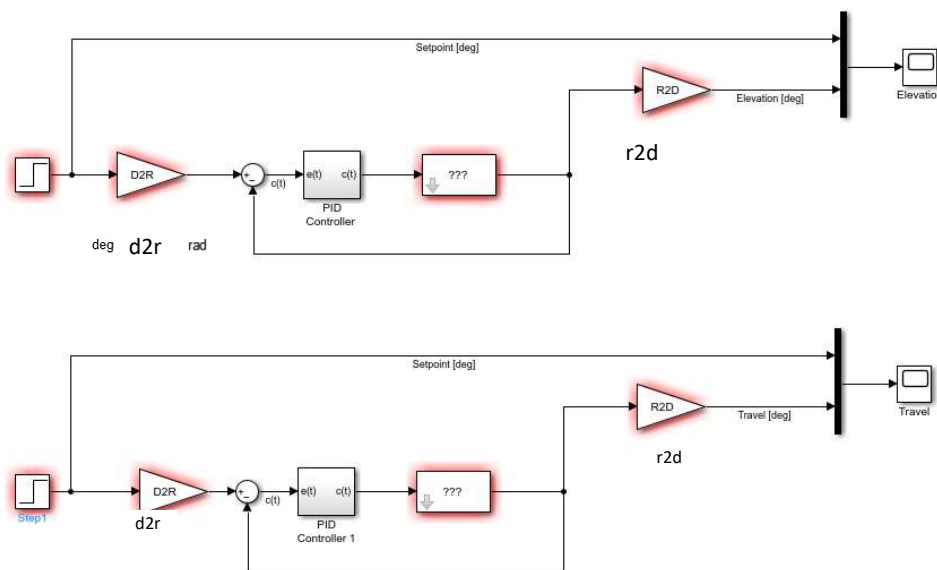 Setpoint [deg]
R2D
Elevation [deg]
Elevatio
r2d
D2R
+
-
c(t)
e(t) c(t)
PID
Controller
???
deg d2r rad
Setpoint [deg]
R2D
Travel [deg]
Travel
r2d
D2R
+
-
c(t)
e(t) c(t)
PID
Controller 1
???
Step1
d2r